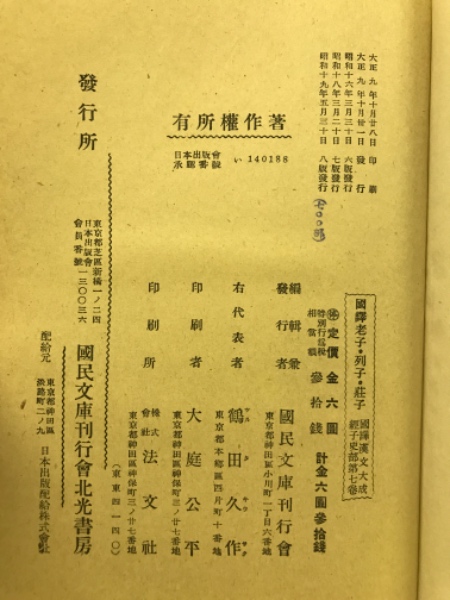 大正九年十月廿八日印刷
大正九年十月卅一日發行
昭和十六年三月三十日六版發行
昭和十八年三月二十日七版發行
昭和十九年五月三十日八版發行
(七〇〇部)
著作權所有
日本出版會
承認番號
い140188
國譯老子・列子・莊子
國譯漢文大成
經子史部第七卷
定價金六圓
特別行爲稅
相當額
參拾錢
計金六圓參拾錢
編輯兼
發行者
國民文庫刊行會
東京都神田區小川町一丁目六番地
右代表者
鶴田久作
東京都本鄕區西片町十番地
印刷者
大庭公平
東京都神田區神保町三ノ廿七番地
印刷所
株式
會社
法文社
東京都神田區神保町三ノ廿七番地
(東東四一四〇)
發行所
東京都芝區新橋一ノ二四
日本出版會
會員番號一三〇〇三六
國民文庫刊行會北光書房
配給元
東京都神田區
淡路町二ノ九
日本出版配給株式會社